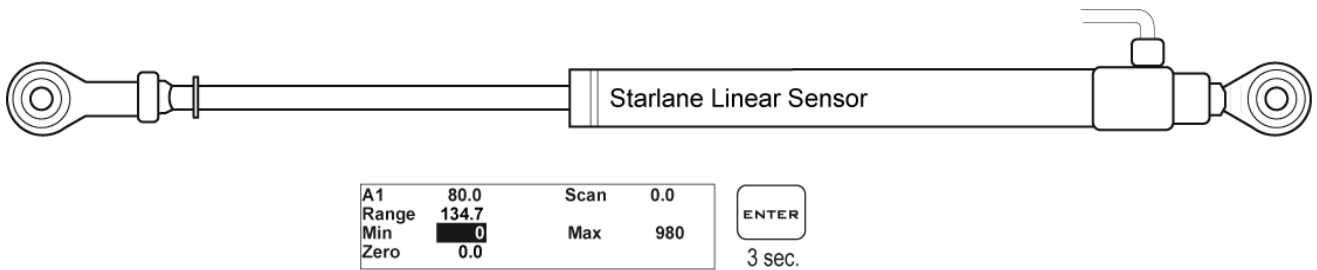 Starlane Linear Sensor
A1 80.0 Scan 0.0
Range 134.7
Min 0 Max 980
Zero 0.0
ENTER
3 sec.